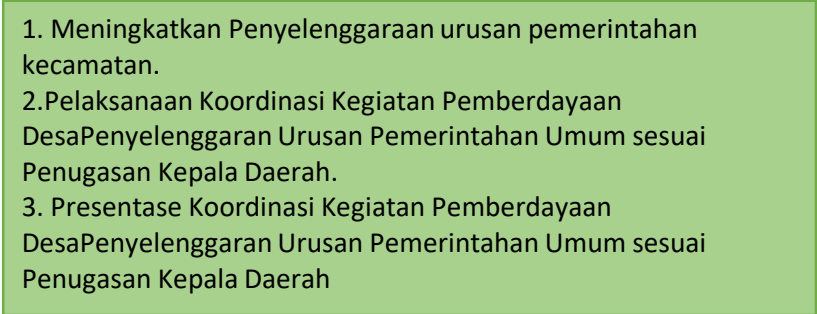 1. Meningkatkan Penyelenggaraan urusan pemerintahan
kecamatan.
2.Pelaksanaan Koordinasi Kegiatan Pemberdayaan
DesaPenyelenggaran Urusan Pemerintahan Umum sesuai
Penugasan Kepala Daerah.
3. Presentase Koordinasi Kegiatan Pemberdayaan
DesaPenyelenggaran Urusan Pemerintahan Umum sesuai
Penugasan Kepala Daerah